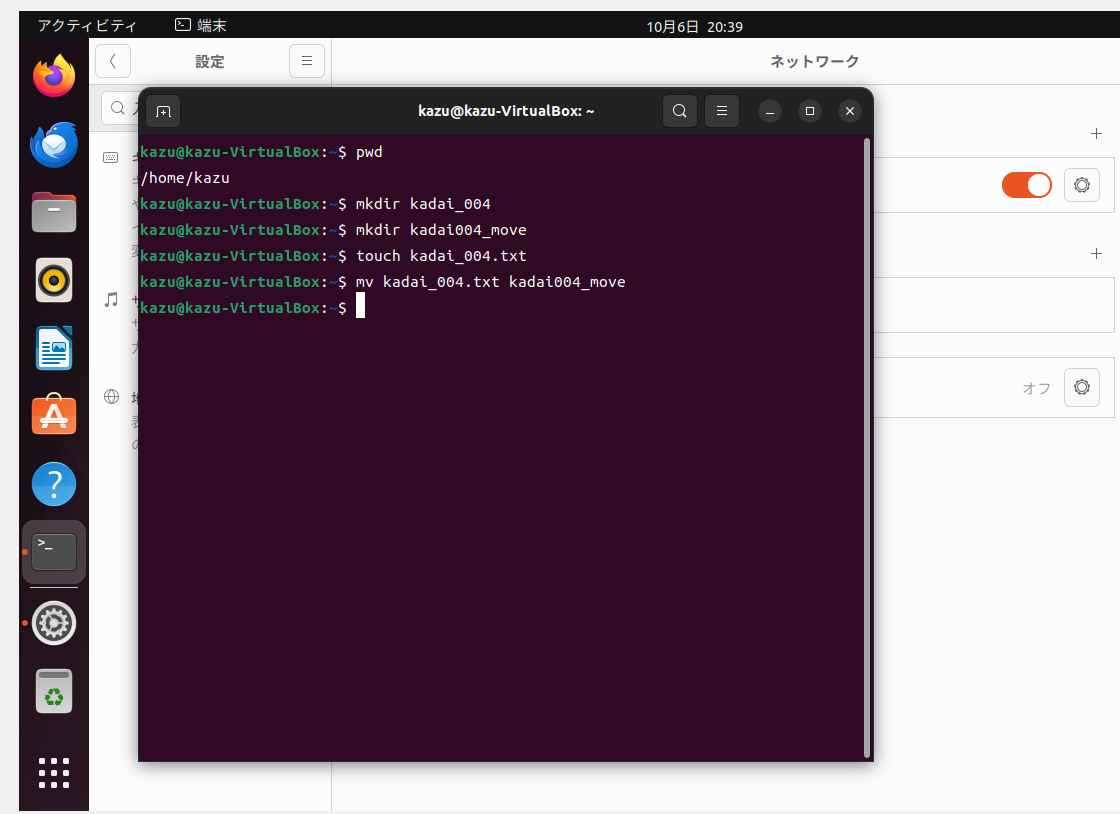 アクティビティ
端末
10月6日 20:39
設定
ネットワーク
kazu@kazu-VirtualBox: ~
kazu@kazu-VirtualBox:~$ pwd
/home/kazu
kazu@kazu-VirtualBox:~$ mkdir kadai_004
kazu@kazu-VirtualBox:~$ mkdir kadai004_move
kazu@kazu-VirtualBox:~$ touch kadai_004.txt
kazu@kazu-VirtualBox:~$ mv kadai_004.txt kadai004_move
kazu@kazu-VirtualBox:~$
オフ